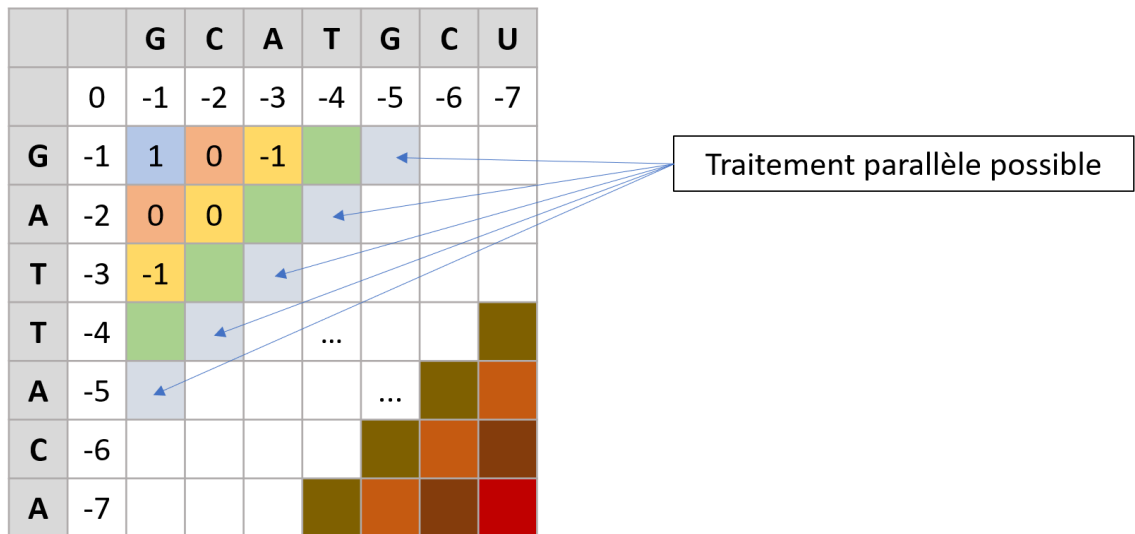 G C A T G C U
0 -1 -2 -3 -4 -5 -6 -7
G -1 1 0 -1
Traitement parallèle possible
A -2 0 0
T -3 -1
T -4 ...
A -5 ...
C -6
A -7